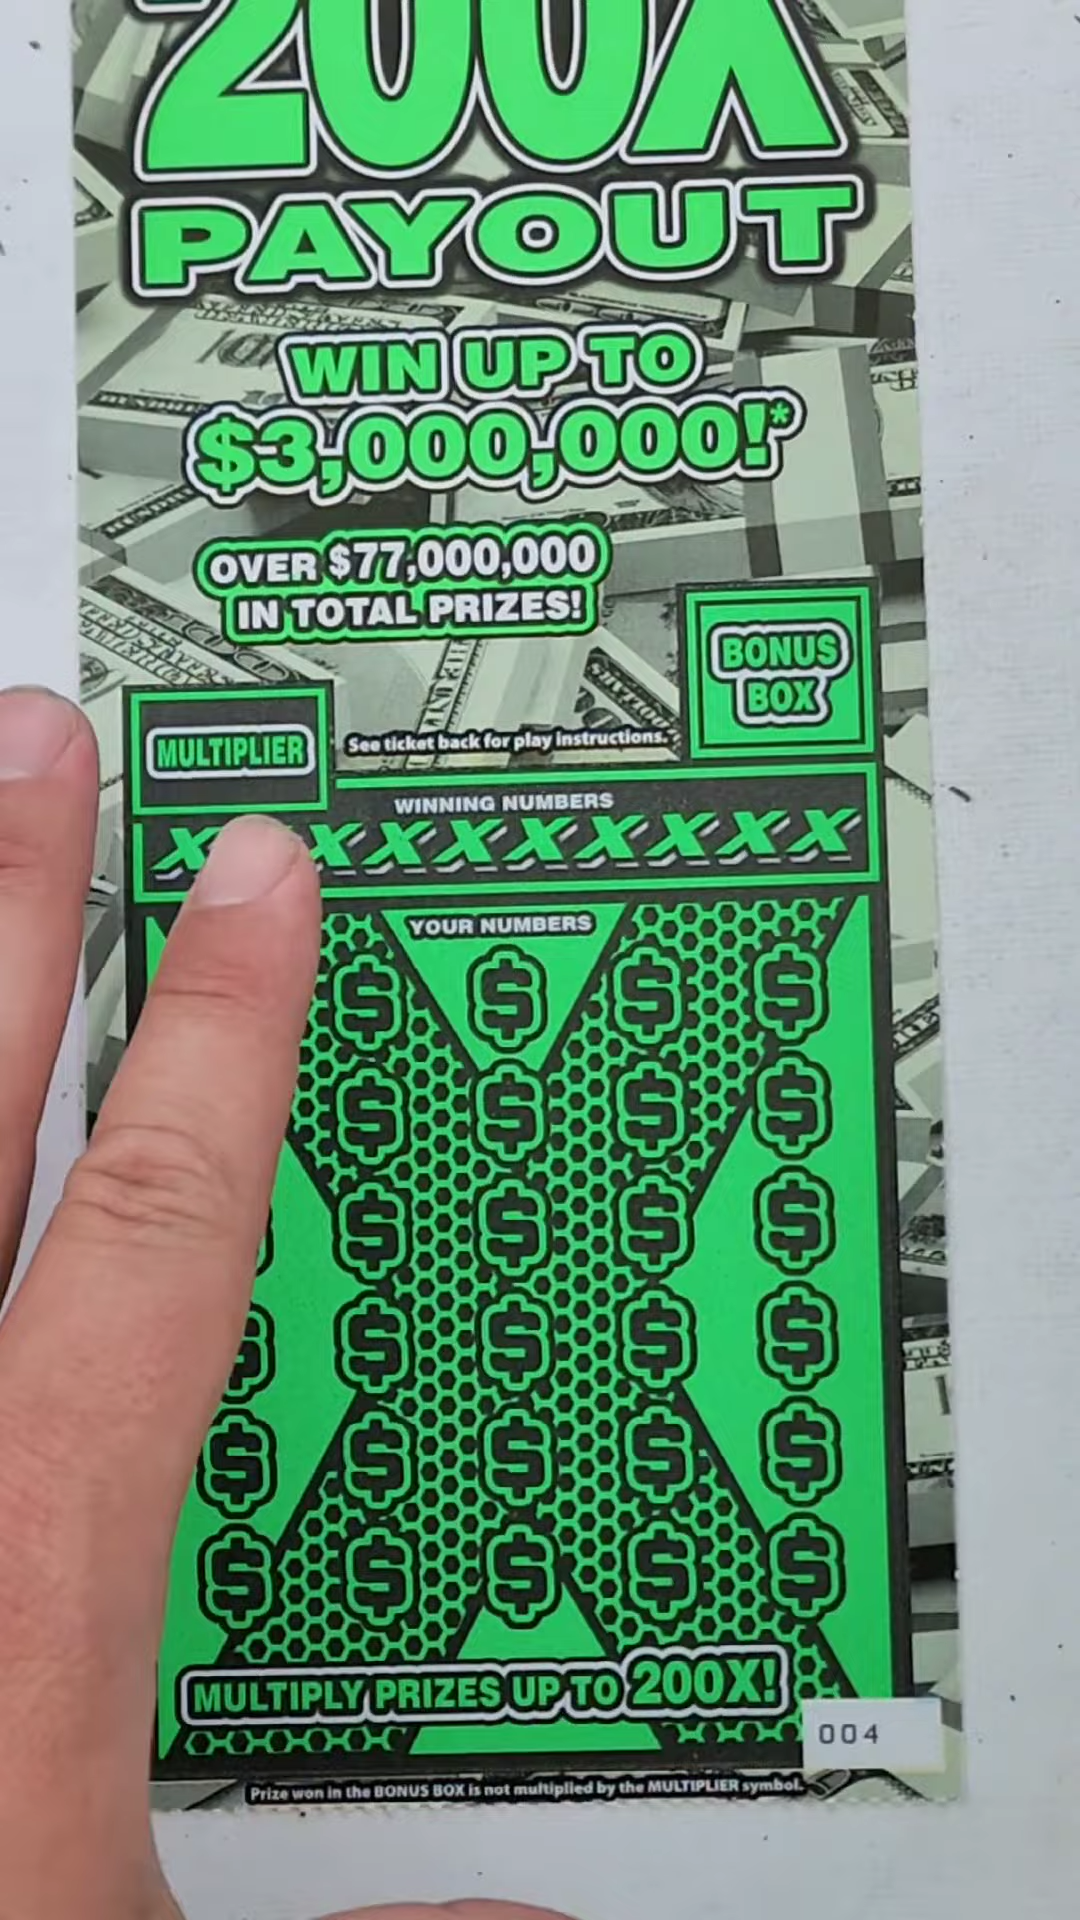 200X
PAYOUT
WIN UP TO
$3,000,000!*
OVER $77,000,000
IN TOTAL PRIZES!
BONUS
BOX
MULTIPLIER
See ticket back for play instructions.
WINNING NUMBERS
X XXXXXXXX
YOUR NUMBERS
$ $ $ $
$ $ $ $
$ $ $ $
$ $ $ $ $
$ $ $ $ $
$ $ $ $ $
MULTIPLY PRIZES UP TO 200X!
004
Prize won in the BONUS BOX is not multiplied by the MULTIPLIER symbol.